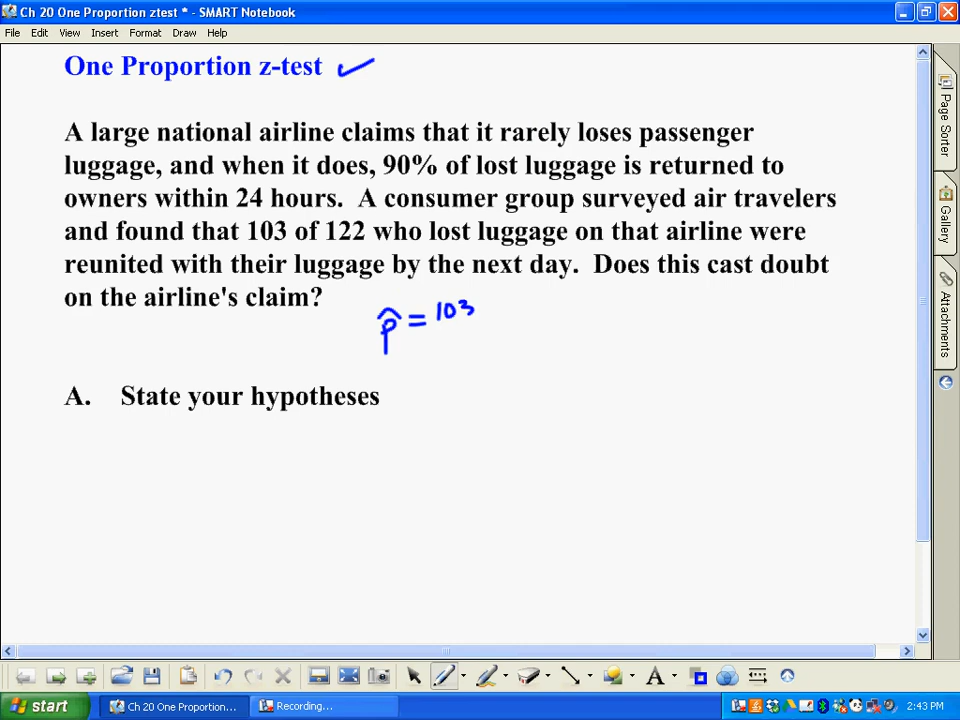 Ch 20 One Proportion ztest * - SMART Notebook
File Edit View Insert Format Draw Help
One Proportion z-test
A large national airline claims that it rarely loses passenger
luggage, and when it does, 90% of lost luggage is returned to
owners within 24 hours. A consumer group surveyed air travelers
and found that 103 of 122 who lost luggage on that airline were
reunited with their luggage by the next day. Does this cast doubt
on the airline's claim?
p̂ = 103
A. State your hypotheses
Page Sorter
Gallery
Attachments
start
Ch 20 One Proportion...
Recording...
2:43 PM